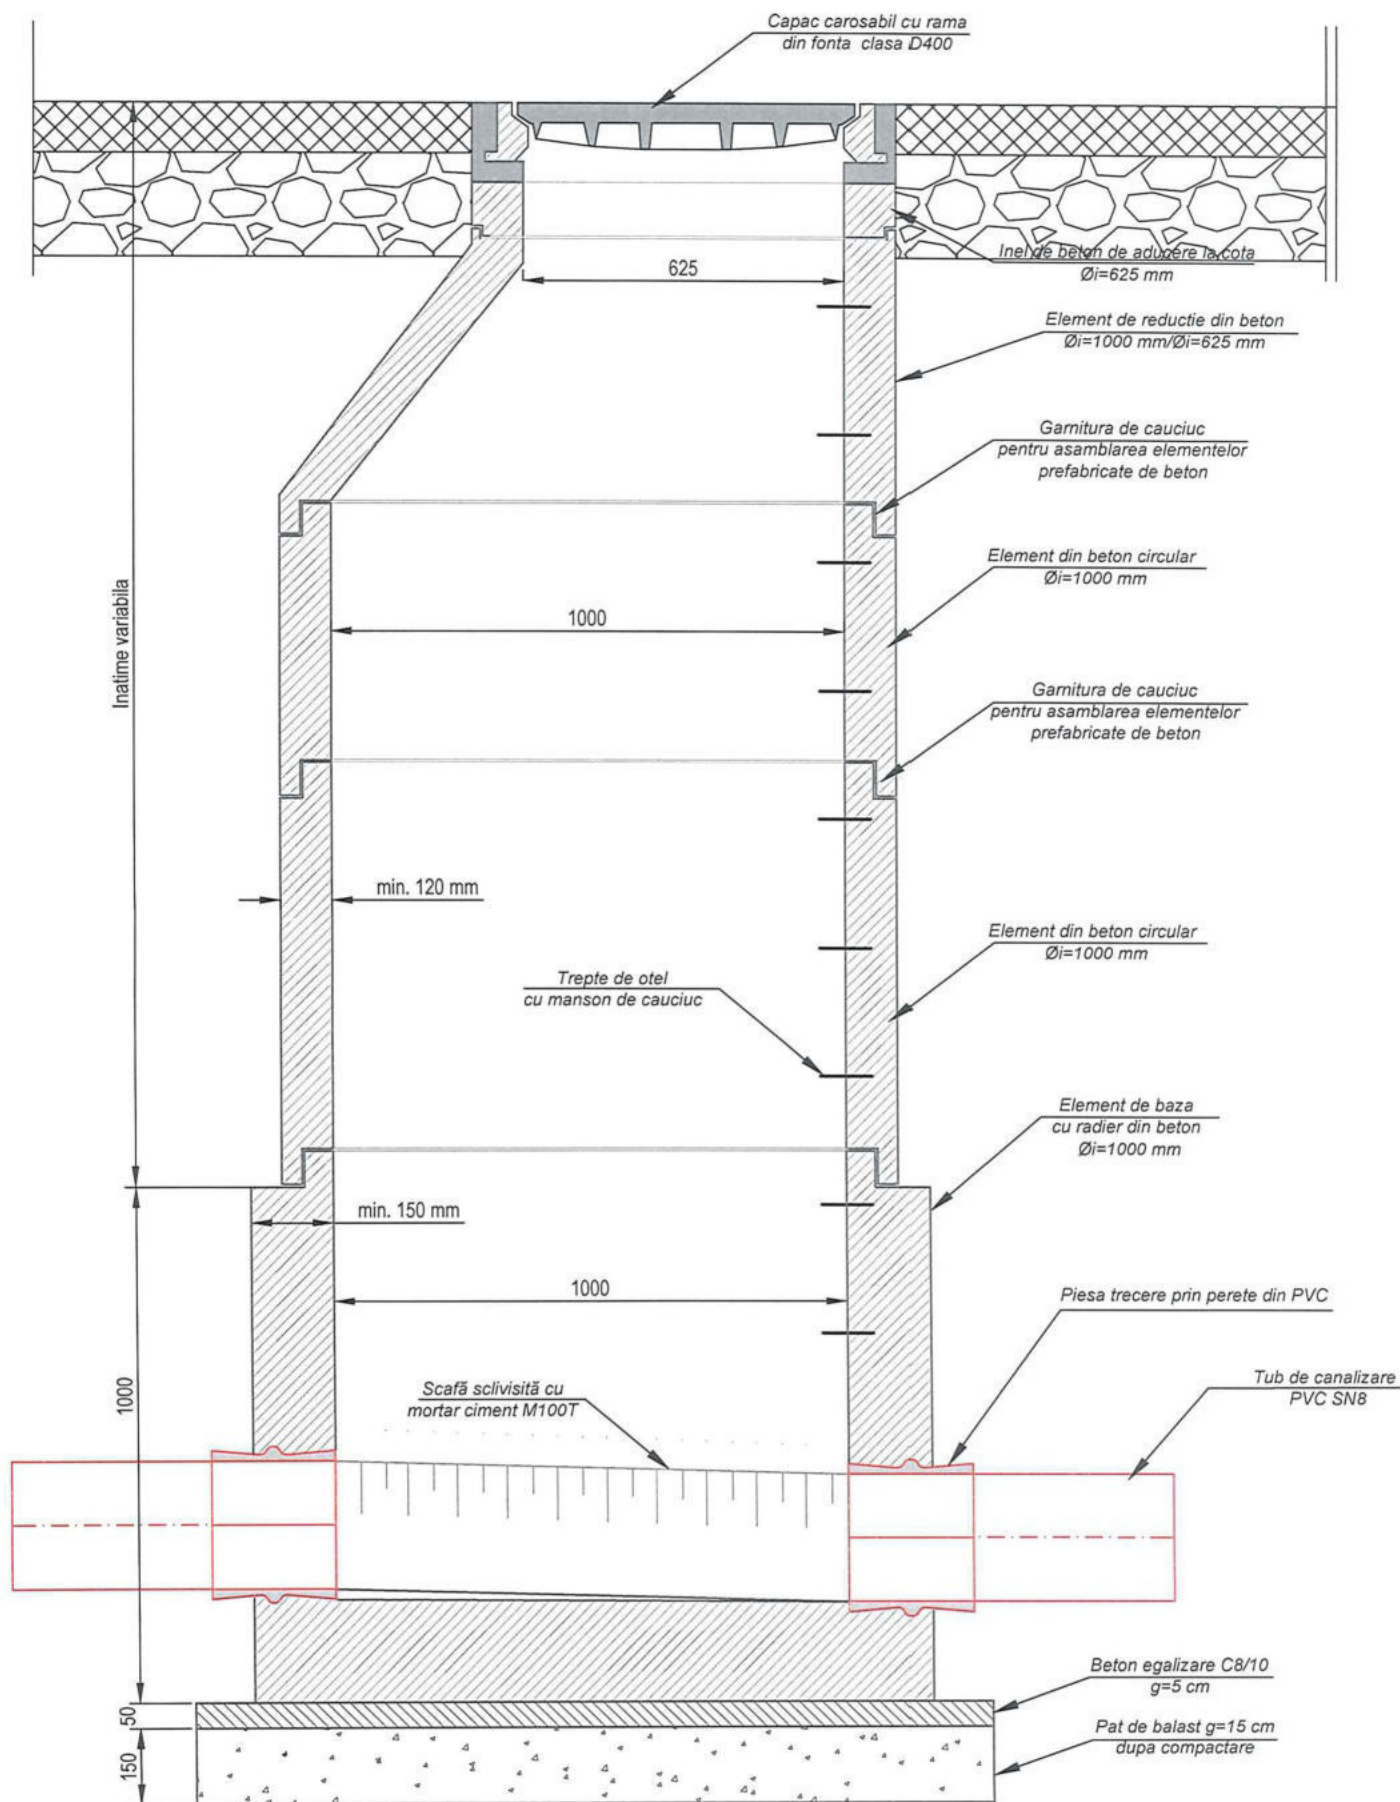 Capac carosabil cu rama
din fonta clasa D400
Inel de beton de aducere la cota
Øi=625 mm
625
Element de reductie din beton
Øi=1000 mm/Øi=625 mm
Garnitura de cauciuc
pentru asamblarea elementelor
prefabricate de beton
Element din beton circular
Øi=1000 mm
Inatime variabila
1000
Garnitura de cauciuc
pentru asamblarea elementelor
prefabricate de beton
min. 120 mm
Element din beton circular
Øi=1000 mm
Trepte de otel
cu manson de cauciuc
Element de baza
cu radier din beton
Øi=1000 mm
min. 150 mm
1000
Piesa trecere prin perete din PVC
1000
Scafă sclivisită cu
mortar ciment M100T
Tub de canalizare
PVC SN8
Beton egalizare C8/10
g=5 cm
50
Pat de balast g=15 cm
dupa compactare
150